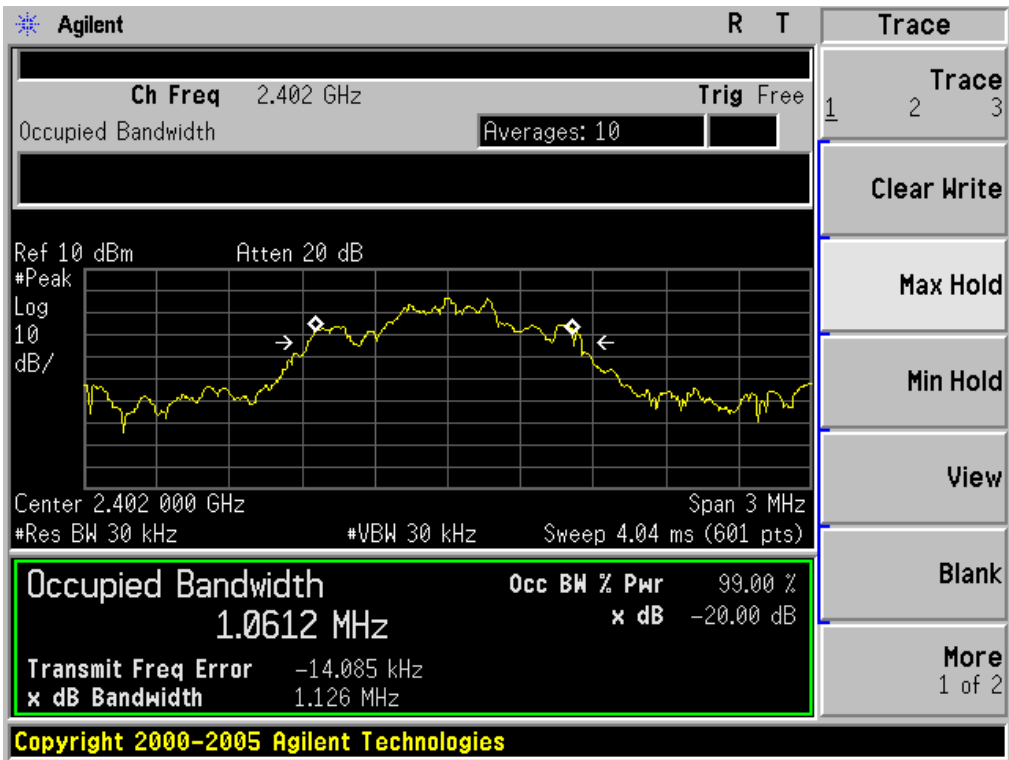 Agilent R T
Ch Freq 2.402 GHz Trig Free
Occupied Bandwidth Averages: 10
Ref 10 dBm Atten 20 dB
#Peak
Log
10
dB/
Center 2.402 000 GHz Span 3 MHz
#Res BW 30 kHz #VBW 30 kHz Sweep 4.04 ms (601 pts)
Occupied Bandwidth Occ BW % Pwr 99.00 %
1.0612 MHz x dB -20.00 dB
Transmit Freq Error -14.085 kHz
x dB Bandwidth 1.126 MHz
Copyright 2000-2005 Agilent Technologies
Trace
Trace
1 2 3
Clear Write
Max Hold
Min Hold
View
Blank
More
1 of 2